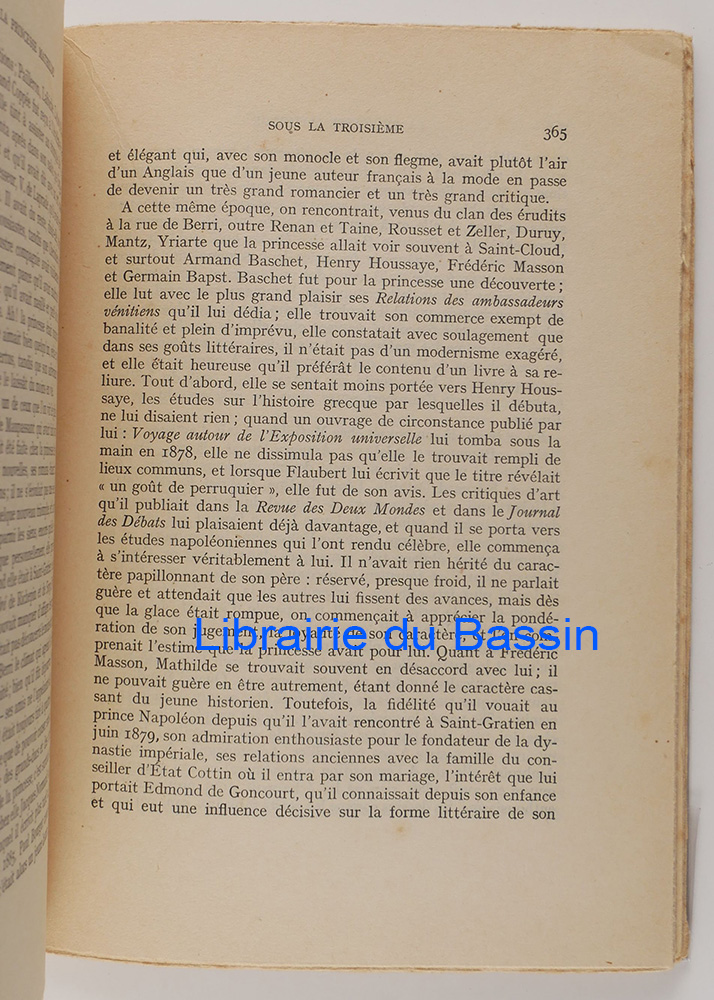 LA PRINCESSE
SOUS LA TROISIÈME
365
et élégant qui, avec son monocle et son flegme, avait plutôt l'air
d'un Anglais que d'un jeune auteur français à la mode en passe
de devenir un très grand romancier et un très grand critique.
A cette même époque, on rencontrait, venus du clan des érudits
à la rue de Berri, outre Renan et Taine, Rousset et Zeller, Duruy,
Mantz, Yriarte que la princesse allait voir souvent à Saint-Cloud,
et surtout Armand Baschet, Henry Houssaye, Frédéric Masson
et Germain Bapst. Baschet fut pour la princesse une découverte ;
elle lut avec le plus grand plaisir ses Relations des ambassadeurs
vénitiens qu'il lui dédia ; elle trouvait son commerce exempt de
banalité et plein d'imprévu, elle constatait avec soulagement que
dans ses goûts littéraires, il n'était pas d'un modernisme exagéré,
et elle était heureuse qu'il préférât le contenu d'un livre à sa re-
liure. Tout d'abord, elle se sentait moins portée vers Henry Hous-
saye, les études sur l'histoire grecque par lesquelles il débuta,
ne lui disaient rien ; quand un ouvrage de circonstance publié par
lui : Voyage autour de l'Exposition universelle lui tomba sous la
main en 1878, elle ne dissimula pas qu'elle le trouvait rempli de
lieux communs, et lorsque Flaubert lui écrivit que le titre révélait
« un goût de perruquier », elle fut de son avis. Les critiques d'art
qu'il publiait dans la Revue des Deux Mondes et dans le Journal
des Débats lui plaisaient déjà davantage, et quand il se porta vers
les études napoléoniennes qui l'ont rendu célèbre, elle commença
à s'intéresser véritablement à lui. Il n'avait rien hérité du carac-
tère papillonnant de son père : réservé, presque froid, il ne parlait
guère et attendait que les autres lui fissent des avances, mais dès
que la glace était rompue, on commençait à apprécier la pondé-
ration de son jugement, la loyauté de son caractère et l'on com-
prenait l'estime que la princesse avait pour lui. Quant à Frédéric
Masson, Mathilde se trouvait souvent en désaccord avec lui ; il
ne pouvait guère en être autrement, étant donné le caractère cas-
sant du jeune historien. Toutefois, la fidélité qu'il vouait au
prince Napoléon depuis qu'il l'avait rencontré à Saint-Gratien en
juin 1879, son admiration enthousiaste pour le fondateur de la dy-
nastie impériale, ses relations anciennes avec la famille du con-
seiller d'État Cottin où il entra par son mariage, l'intérêt que lui
portait Edmond de Goncourt, qu'il connaissait depuis son enfance
et qui eut une influence décisive sur la forme littéraire de son
Librairie du Bassin